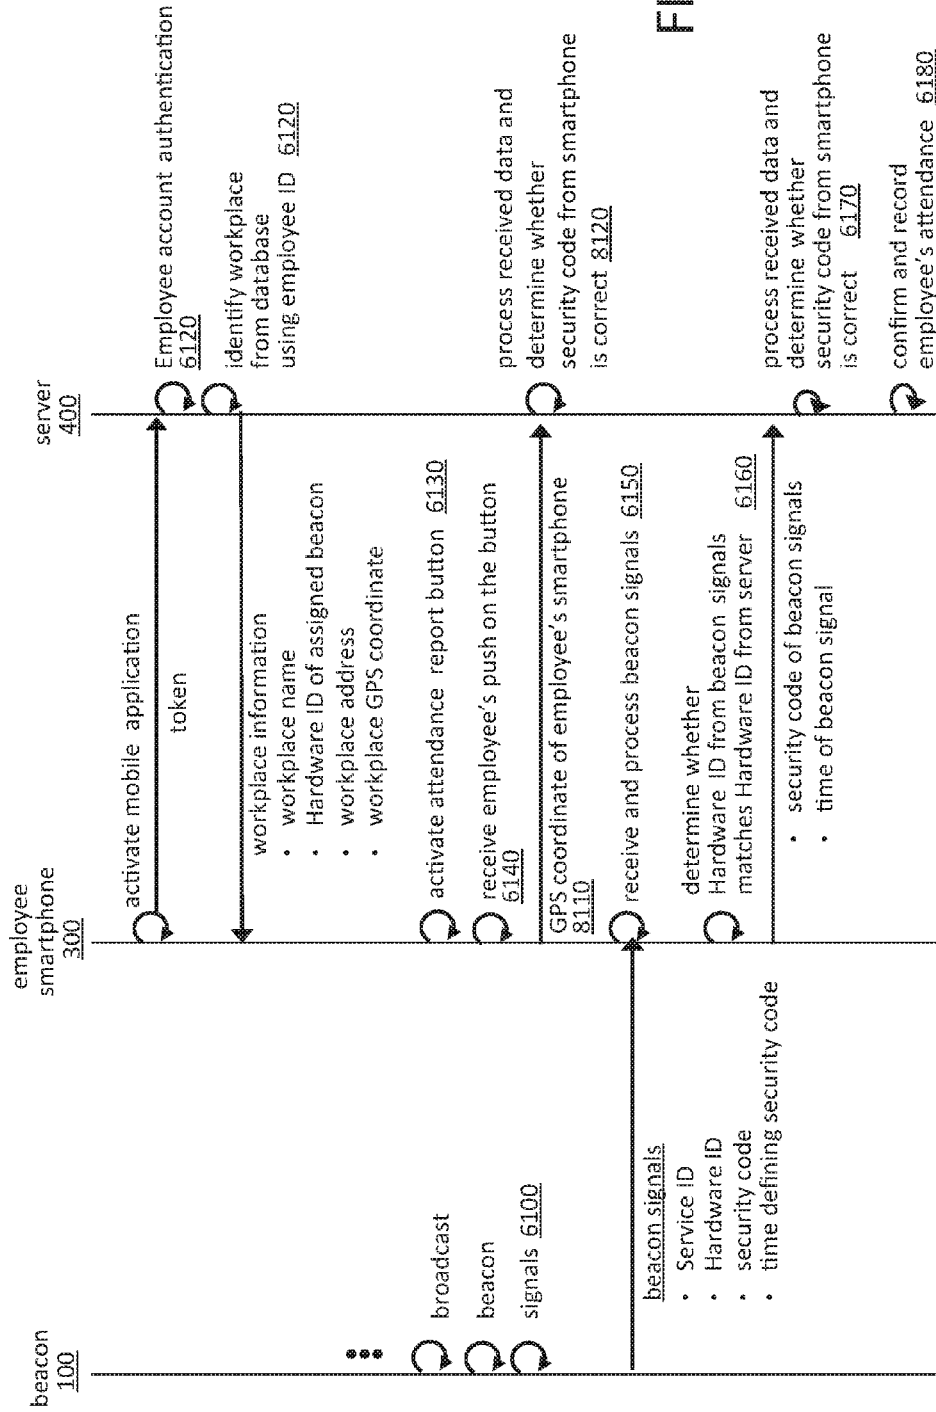 beacon
100
employee
smartphone
300
server
400
activate mobile application
token
Employee account authentication
6120
identify workplace
from database
using employee ID 6120
workplace information
• workplace name
• Hardware ID of assigned beacon
• workplace address
• workplace GPS coordinate
broadcast
beacon
signals 6100
activate attendance report button 6130
receive employee's push on the button
6140
GPS coordinate of employee's smartphone
8110
process received data and
determine whether
security code from smartphone
is correct 8120
beacon signals
• Service ID
• Hardware ID
• security code
• time defining security code
receive and process beacon signals 6150
determine whether
Hardware ID from beacon signals
matches Hardware ID from server 6160
• security code of beacon signals
• time of beacon signal
process received data and
determine whether
security code from smartphone
is correct 6170
confirm and record
employee's attendance 6180